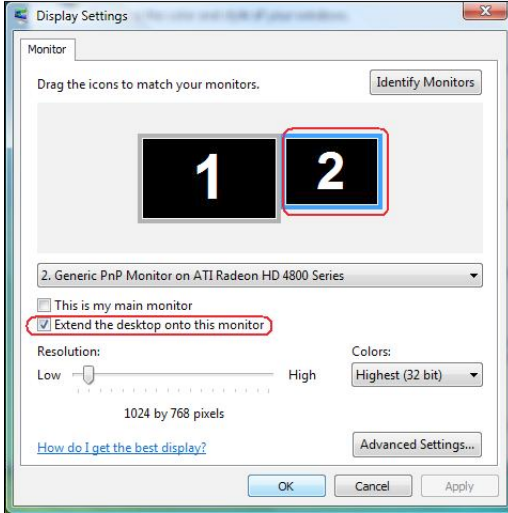 Display Settings
Monitor
Drag the icons to match your monitors.
Identify Monitors
1
2
2. Generic PnP Monitor on ATI Radeon HD 4800 Series
This is my main monitor
Extend the desktop onto this monitor
Resolution:
Colors:
Low
High
Highest (32 bit)
1024 by 768 pixels
How do I get the best display?
Advanced Settings...
OK
Cancel
Apply